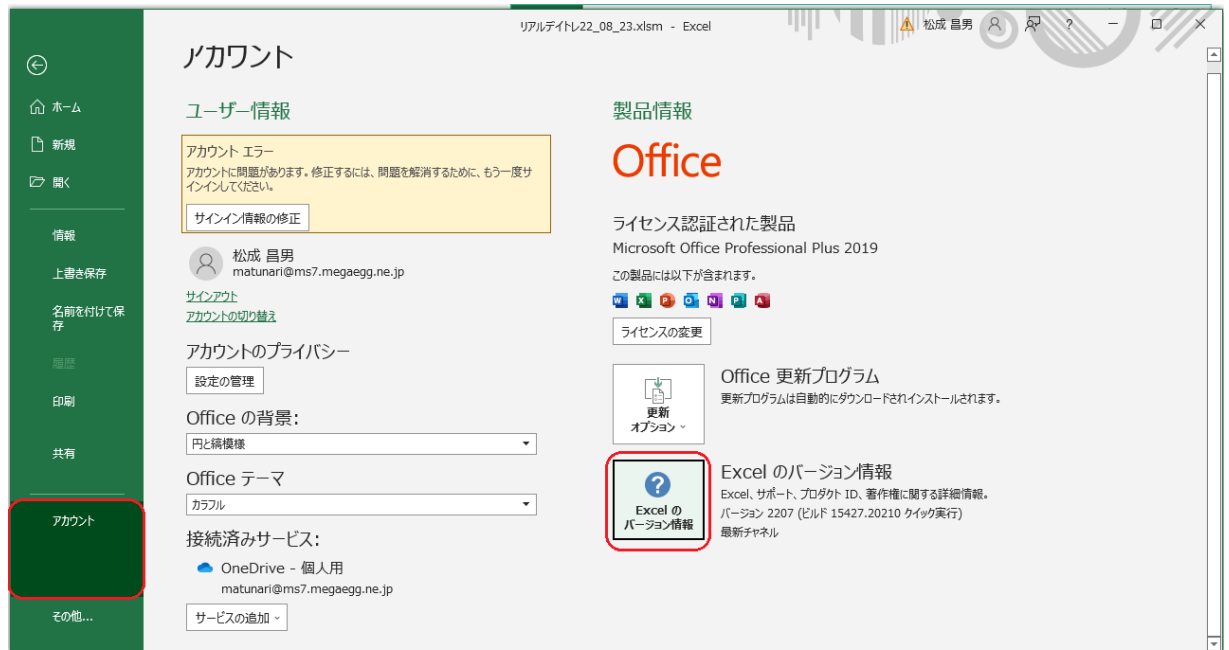 リアルデイトレ22_08_23.xlsm - Excel
松成 昌男
?
アカウント
ホーム
新規
開く
情報
上書き保存
名前を付けて保
存
履歴
印刷
共有
アカウント
その他...
ユーザー情報
アカウント エラー
アカウントに問題があります。修正するには、問題を解消するために、もう一度サ
インインしてください。
サインイン情報の修正
松成 昌男
matunari@ms7.megaegg.ne.jp
サインアウト
アカウントの切り替え
アカウントのプライバシー
設定の管理
Office の背景:
円と縞模様
Office テーマ
カラフル
接続済みサービス:
OneDrive - 個人用
matunari@ms7.megaegg.ne.jp
サービスの追加
製品情報
Office
ライセンス認証された製品
Microsoft Office Professional Plus 2019
この製品には以下が含まれます。
ライセンスの変更
更新
オプション
Office 更新プログラム
更新プログラムは自動的にダウンロードされインストールされます。
Excel の
バージョン情報
Excel のバージョン情報
Excel、サポート、プロダクト ID、著作権に関する詳細情報。
バージョン 2207 (ビルド 15427.20210 クイック実行)
最新チャネル